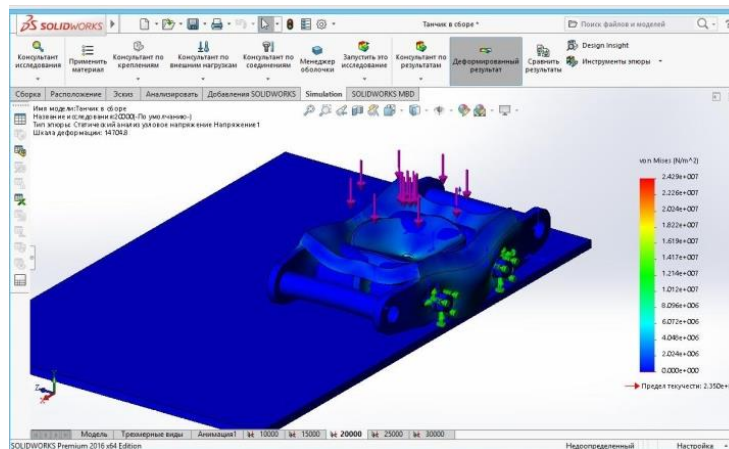 SOLIDWORKS
Танчик в сборе *
Поиск файлов и моделей
Консультант исследования
Применить материал
Консультант по креплениям
Консультант по внешним нагрузкам
Консультант по соединениям
Менеджер оболочки
Запустить это исследование
Консультант по результатам
Деформированный результат
Сравнить результаты
Design Insight
Инструменты эпюры
Сборка Расположение Эскиз Анализировать Добавления SOLIDWORKS Simulation SOLIDWORKS MBD
Имя модели:Танчик в сборе
Название исследования:20000(-По умолчанию-)
Тип эпюры: Статический анализ узловое напряжение Напряжение1
Шкала деформации: 14704.8
von Mises (N/m^2)
2.429e+007
2.226e+007
2.024e+007
1.822e+007
1.619e+007
1.417e+007
1.214e+007
1.012e+007
8.096e+006
6.072e+006
4.048e+006
2.024e+006
0.000e+000
Предел текучести: 2.350e+
Модель Трехмерные виды Анимация1 10000 15000 20000 25000 30000
SOLIDWORKS Premium 2016 x64 Edition
Недоопределенный
Настройка